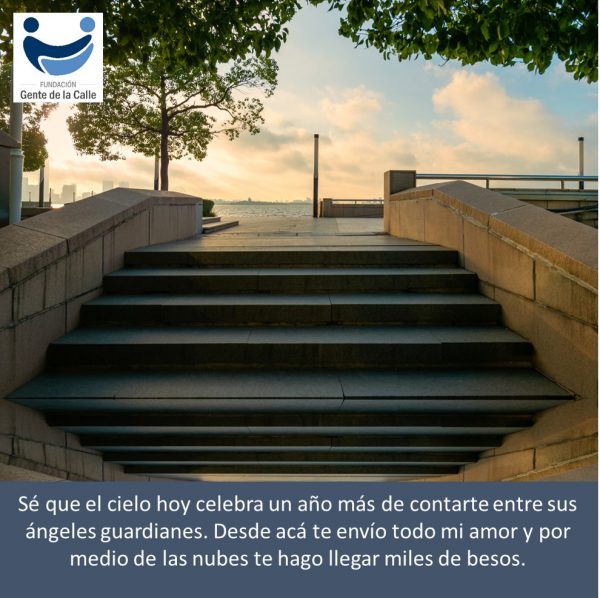 FUNDACIÓN
Gente de la Calle
Sé que el cielo hoy celebra un año más de contarte entre sus
ángeles guardianes. Desde acá te envío todo mi amor y por
medio de las nubes te hago llegar miles de besos.